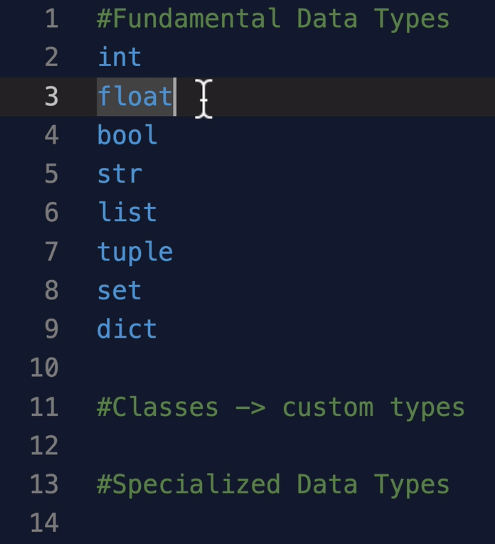 1 #Fundamental Data Types
2 int
3 float
4 bool
5 str
6 list
7 tuple
8 set
9 dict
10
11 #Classes -> custom types
12
13 #Specialized Data Types
14